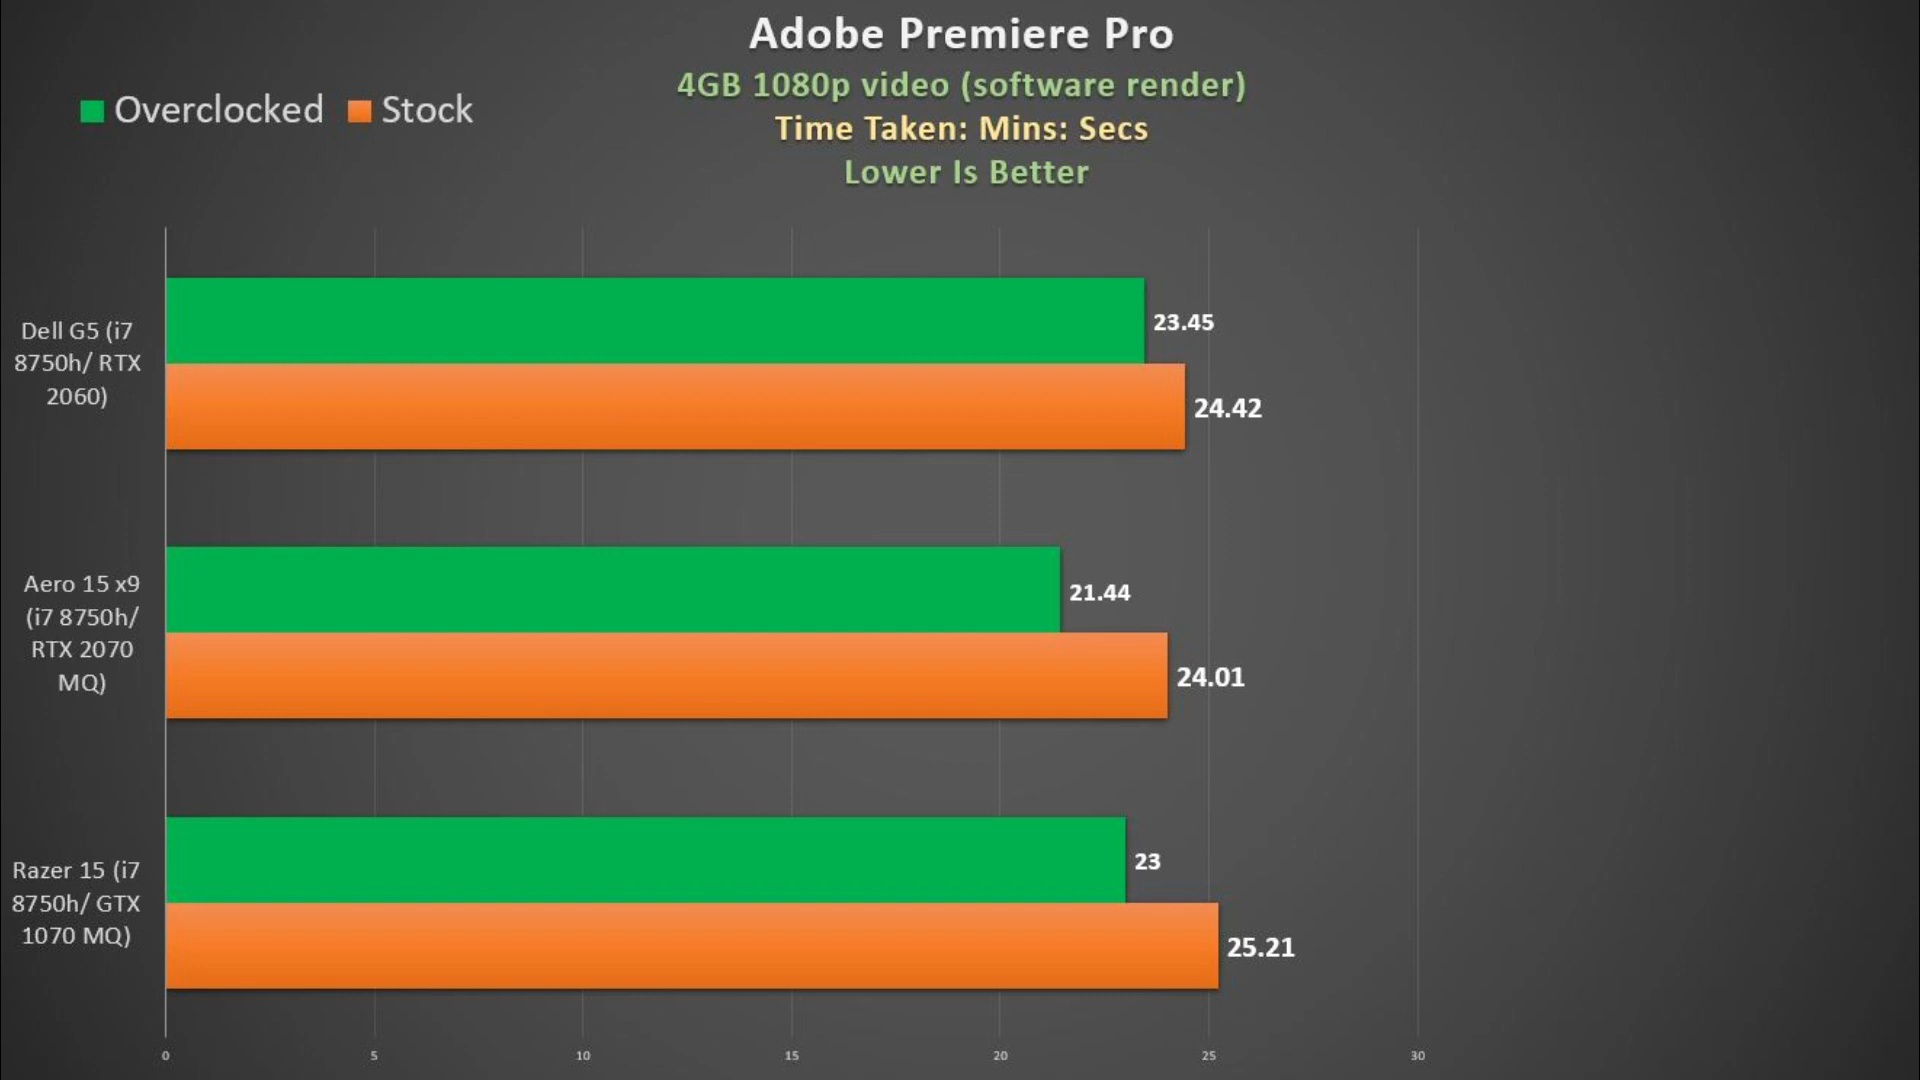 Adobe Premiere Pro
4GB 1080p video (software render)
Time Taken: Mins: Secs
Lower Is Better
Overclocked Stock
Dell G5 (i7
8750h/ RTX
2060)
23.45
24.42
Aero 15 x9
(i7 8750h/
RTX 2070
MQ)
21.44
24.01
Razer 15 (i7
8750h/ GTX
1070 MQ)
23
25.21
0 5 10 15 20 25 30